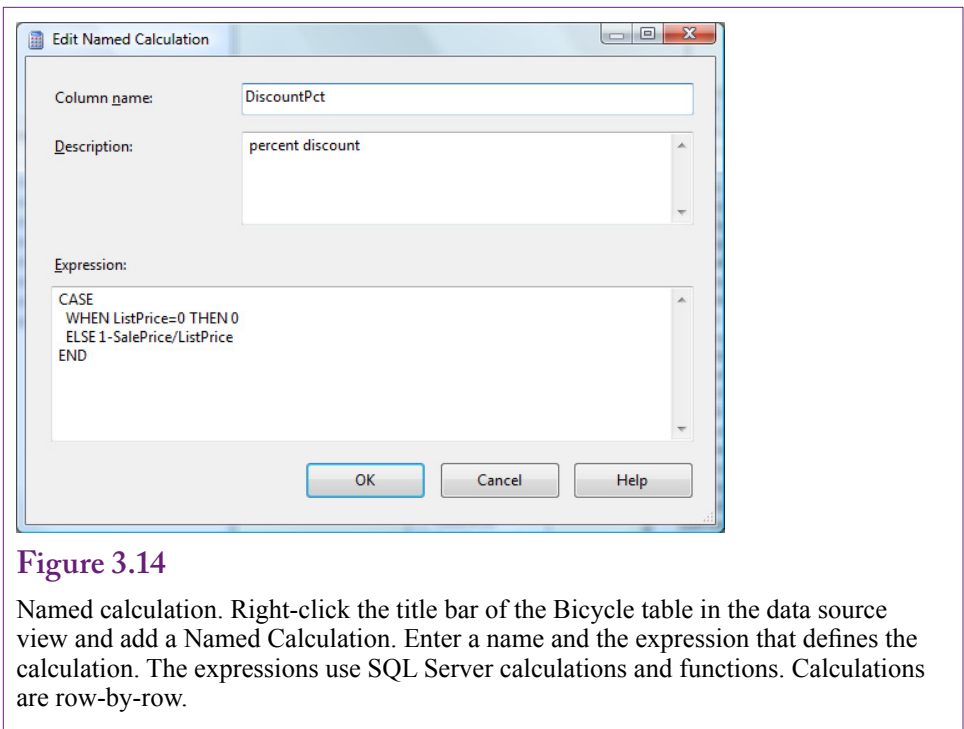 Edit Named Calculation
Column name:
DiscountPct
Description:
percent discount
Expression:
CASE
WHEN ListPrice=0 THEN 0
ELSE 1-SalePrice/ListPrice
END
OK
Cancel
Help
Figure 3.14
Named calculation. Right-click the title bar of the Bicycle table in the data source
view and add a Named Calculation. Enter a name and the expression that defines the
calculation. The expressions use SQL Server calculations and functions. Calculations
are row-by-row.